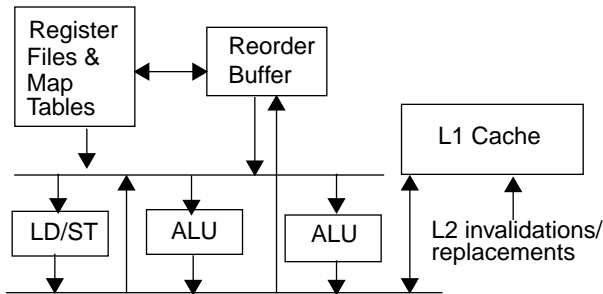 Register
Files &
Map
Tables
Reorder
Buffer
L1 Cache
LD/ST
ALU
ALU
L2 invalidations/
replacements